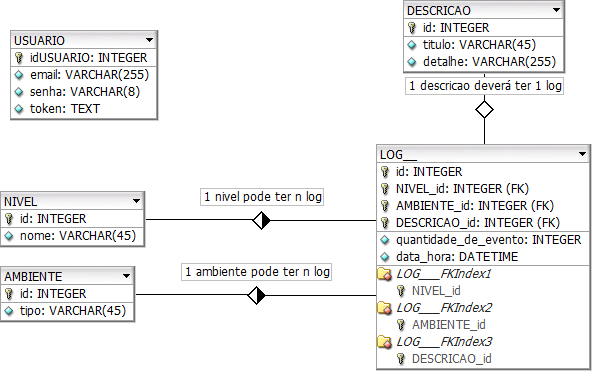 DESCRICAO
id: INTEGER
titulo: VARCHAR(45)
detalhe: VARCHAR(255)
1 descricao deverá ter 1 log
USUARIO
idUSUARIO: INTEGER
email: VARCHAR(255)
senha: VARCHAR(8)
token: TEXT
LOG__
id: INTEGER
NIVEL_id: INTEGER (FK)
AMBIENTE_id: INTEGER (FK)
DESCRICAO_id: INTEGER (FK)
quantidade_de_evento: INTEGER
data_hora: DATETIME
LOG___FKIndex1
NIVEL_id
LOG___FKIndex2
AMBIENTE_id
LOG___FKIndex3
DESCRICAO_id
NIVEL
id: INTEGER
nome: VARCHAR(45)
1 nivel pode ter n log
AMBIENTE
id: INTEGER
tipo: VARCHAR(45)
1 ambiente pode ter n log